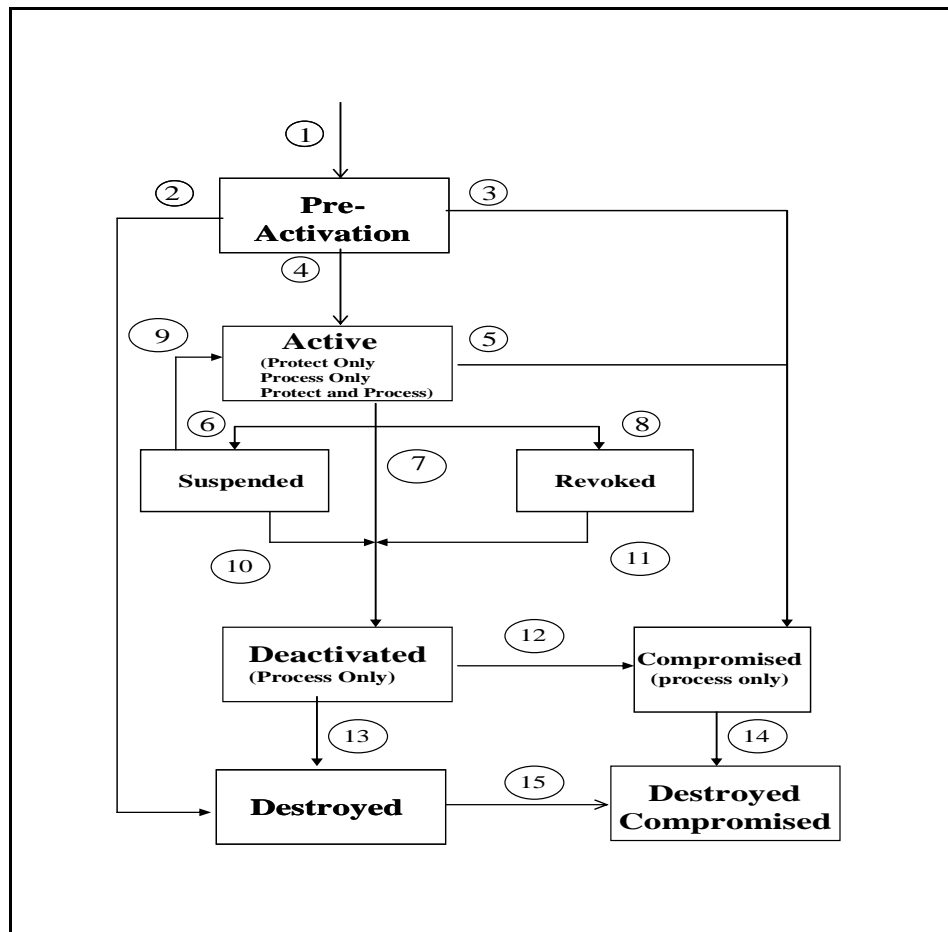 1
2
3
Pre-
Activation
4
9
Active
5
(Protect Only
Process Only
Protect and Process)
6
8
7
Suspended
Revoked
10
11
12
Deactivated
(Process Only)
Compromised
(process only)
13
14
15
Destroyed
Destroyed
Compromised